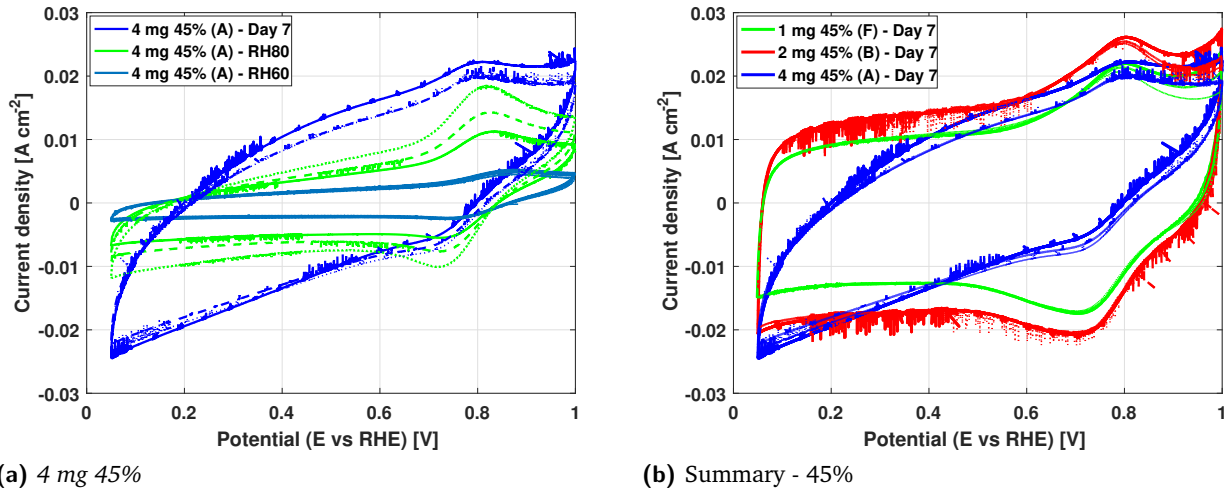 4 mg 45% (A) - Day 7
4 mg 45% (A) - RH80
4 mg 45% (A) - RH60
0.03
0.02
0.01
0
-0.01
-0.02
-0.03
Current density [A cm-2]
0 0.2 0.4 0.6 0.8 1
Potential (E vs RHE) [V]
(a) 4 mg 45%
1 mg 45% (F) - Day 7
2 mg 45% (B) - Day 7
4 mg 45% (A) - Day 7
0.03
0.02
0.01
0
-0.01
-0.02
-0.03
Current density [A cm-2]
0 0.2 0.4 0.6 0.8 1
Potential (E vs RHE) [V]
(b) Summary - 45%